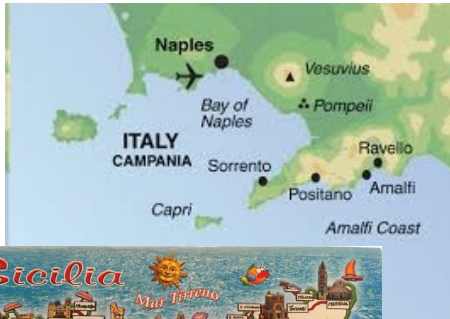 Naples
Vesuvius
Bay of
Naples
Pompeii
ITALY
CAMPANIA
Ravello
Sorrento
Positano
Amalfi
Capri
Amalfi Coast
Sicilia
Mar Tirreno